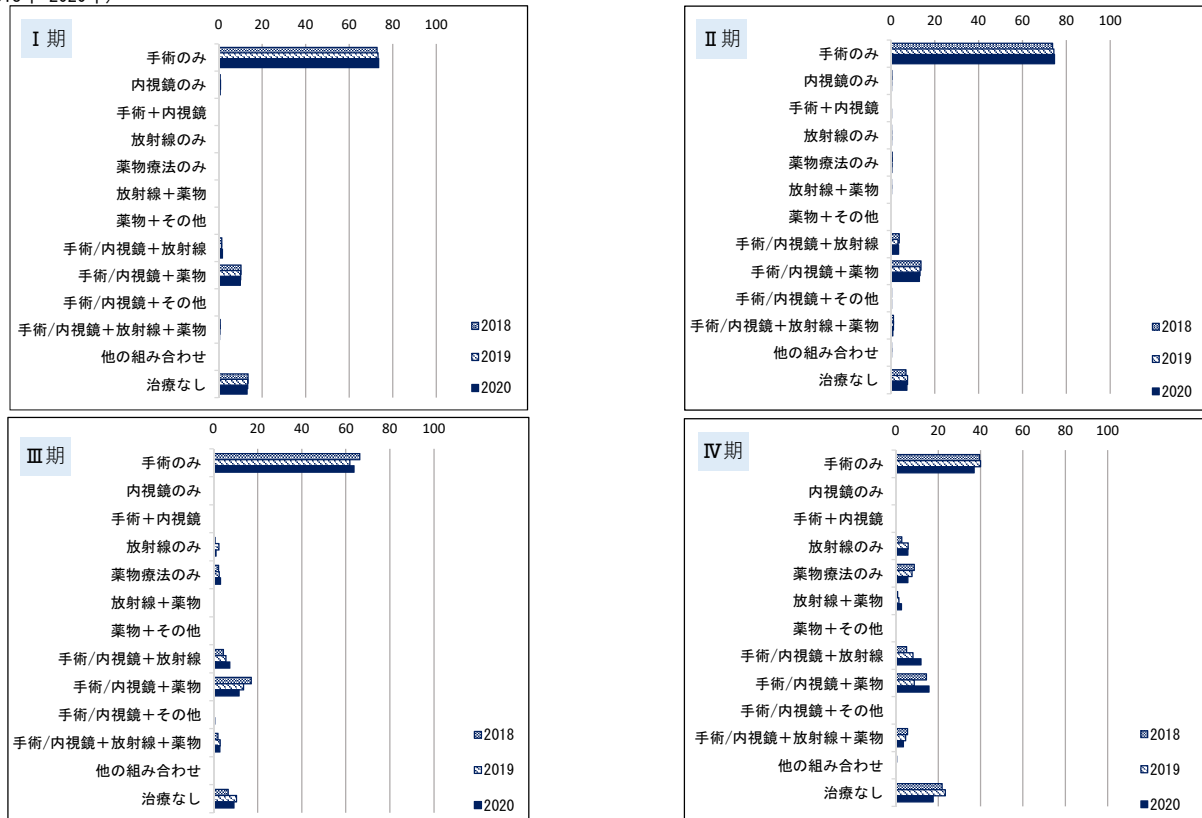 Ⅰ期
0 20 40 60 80 100
手術のみ
内視鏡のみ
手術＋内視鏡
放射線のみ
薬物療法のみ
放射線＋薬物
薬物＋その他
手術/内視鏡＋放射線
手術/内視鏡＋薬物
手術/内視鏡＋その他
手術/内視鏡＋放射線＋薬物
他の組み合わせ
治療なし
2018
2019
2020
Ⅱ期
0 20 40 60 80 100
手術のみ
内視鏡のみ
手術＋内視鏡
放射線のみ
薬物療法のみ
放射線＋薬物
薬物＋その他
手術/内視鏡＋放射線
手術/内視鏡＋薬物
手術/内視鏡＋その他
手術/内視鏡＋放射線＋薬物
他の組み合わせ
治療なし
2018
2019
2020
Ⅲ期
0 20 40 60 80 100
手術のみ
内視鏡のみ
手術＋内視鏡
放射線のみ
薬物療法のみ
放射線＋薬物
薬物＋その他
手術/内視鏡＋放射線
手術/内視鏡＋薬物
手術/内視鏡＋その他
手術/内視鏡＋放射線＋薬物
他の組み合わせ
治療なし
2018
2019
2020
Ⅳ期
0 20 40 60 80 100
手術のみ
内視鏡のみ
手術＋内視鏡
放射線のみ
薬物療法のみ
放射線＋薬物
薬物＋その他
手術/内視鏡＋放射線
手術/内視鏡＋薬物
手術/内視鏡＋その他
手術/内視鏡＋放射線＋薬物
他の組み合わせ
治療なし
2018
2019
2020